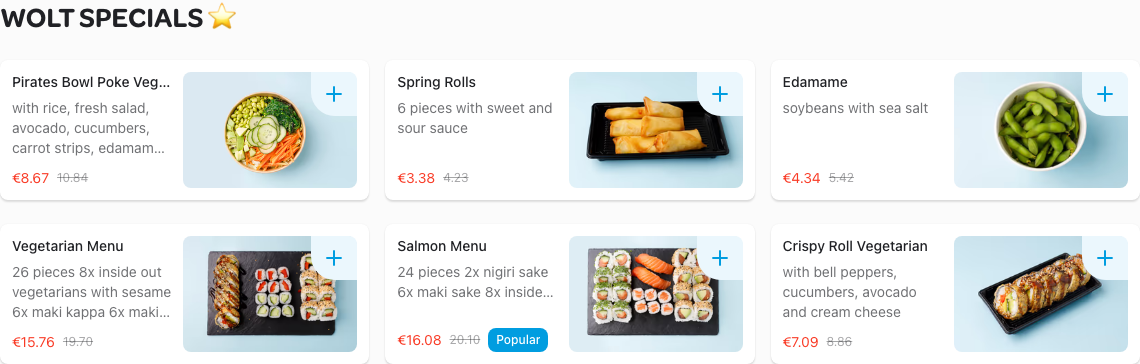 WOLT SPECIALS ⭐
Pirates Bowl Poke Veg...
with rice, fresh salad,
avocado, cucumbers,
carrot strips, edamam...
€8.67 10.84
Spring Rolls
6 pieces with sweet and
sour sauce
€3.38 4.23
Edamame
soybeans with sea salt
€4.34 5.42
Vegetarian Menu
26 pieces 8x inside out
vegetarians with sesame
6x maki kappa 6x maki...
€15.76 19.70
Salmon Menu
24 pieces 2x nigiri sake
6x maki sake 8x inside...
€16.08 20.10 Popular
Crispy Roll Vegetarian
with bell peppers,
cucumbers, avocado
and cream cheese
€7.09 8.86